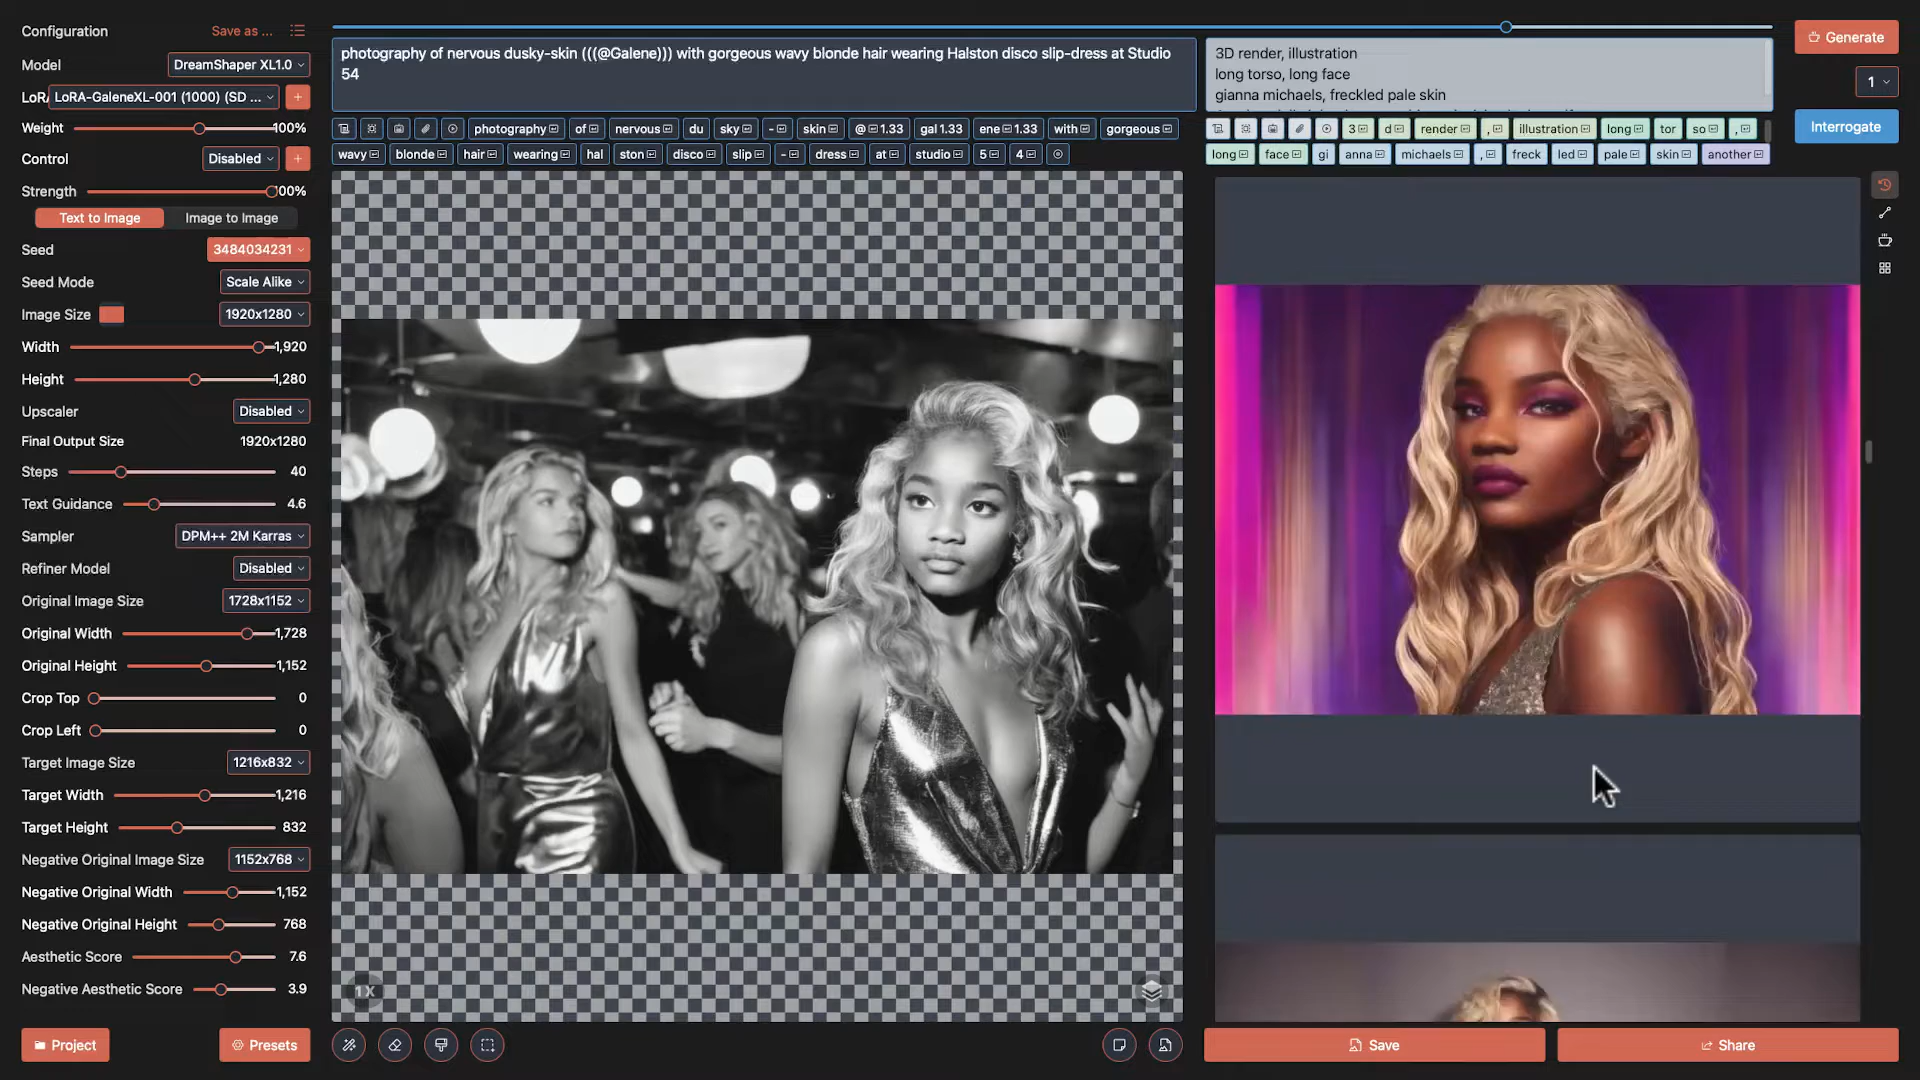 Configuration
Save as ...
Model
DreamShaper XL1.0
LoRA
LoRA-GaleneXL-001 (1000) (SD ...
+
Weight
100%
Control
Disabled
+
Strength
100%
Text to Image
Image to Image
Seed
3484034231
Seed Mode
Scale Alike
Image Size
1920x1280
Width
1,920
Height
1,280
Upscaler
Disabled
Final Output Size
1920x1280
Steps
40
Text Guidance
4.6
Sampler
DPM++ 2M Karras
Refiner Model
Disabled
Original Image Size
1728x1152
Original Width
1,728
Original Height
1,152
Crop Top
0
Crop Left
0
Target Image Size
1216x832
Target Width
1,216
Target Height
832
Negative Original Image Size
1152x768
Negative Original Width
1,152
Negative Original Height
768
Aesthetic Score
7.6
Negative Aesthetic Score
3.9
Project
Presets
photography of nervous dusky-skin (((@Galene))) with gorgeous wavy blonde hair wearing Halston disco slip-dress at Studio
54
photography of nervous du sky - skin @ 1.33 gal 1.33 ene 1.33 with gorgeous
wavy blonde hair wearing hal ston disco slip - dress at studio 5 4
1 X
3D render, illustration
long torso, long face
gianna michaels, freckled pale skin
3 d render , illustration long tor so ,
long face gi anna michaels , freck led pale skin another
Generate
1
Interrogate
Save
Share